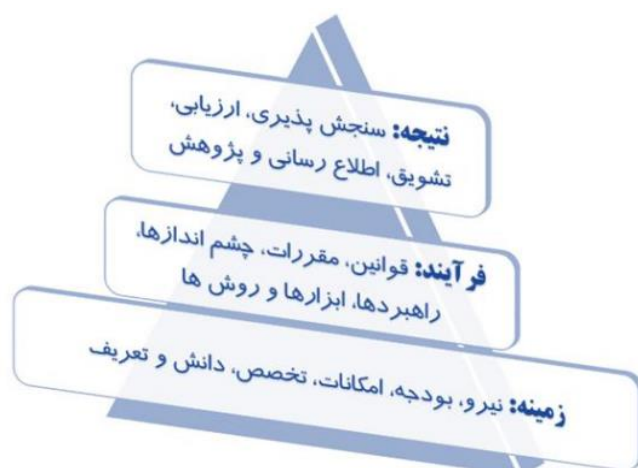 نتیجه: سنجش پذیری، ارزیابی،
تشویق، اطلاع رسانی و پژوهش
فرآیند: قوانین، مقررات، چشم اندازها،
راهبردها، ابزارها و روش ها
زمینه: نیرو، بودجه، امکانات، تخصص، دانش و تعریف